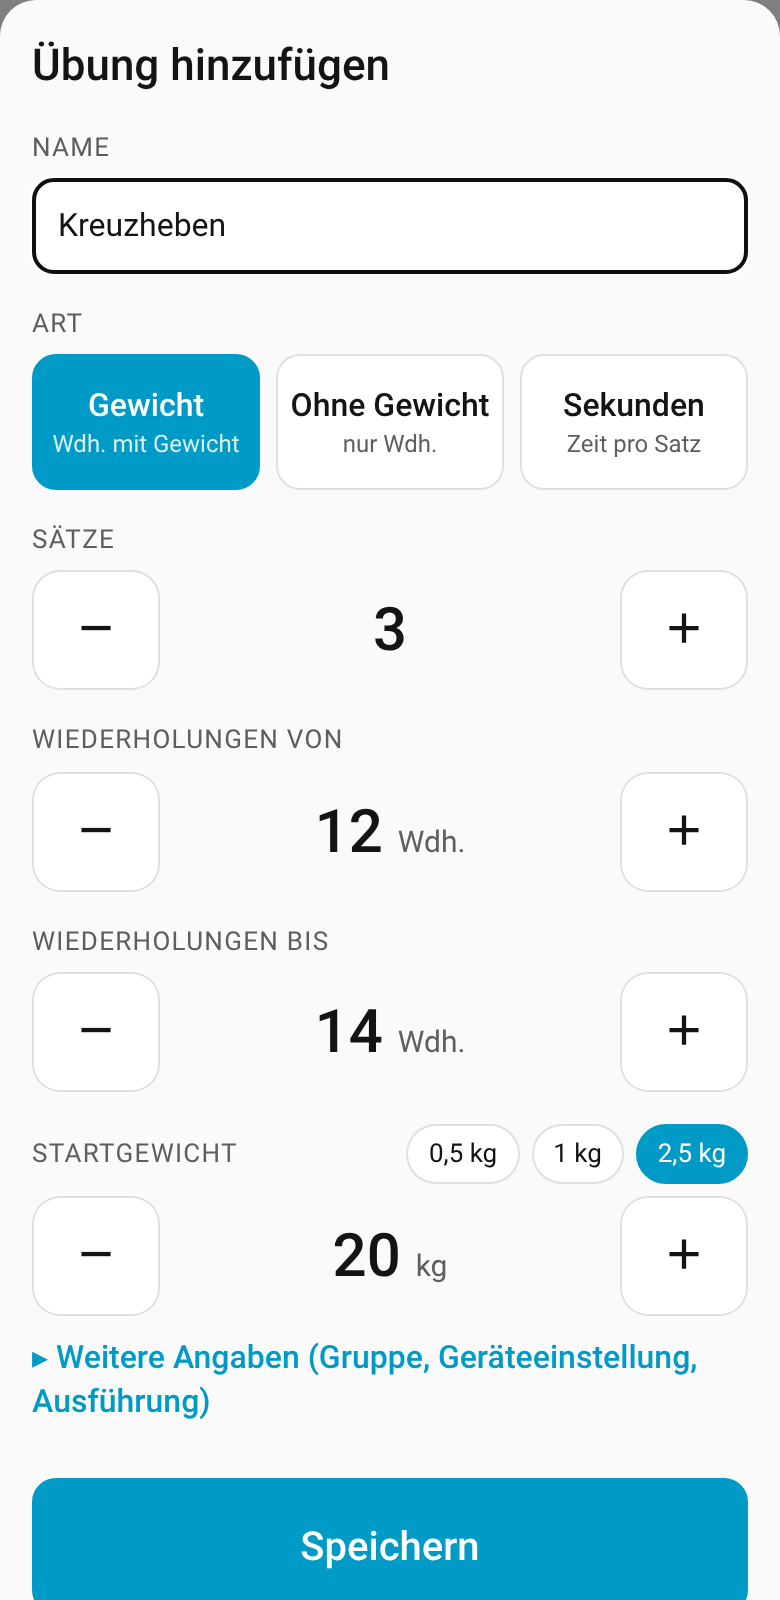 Übung hinzufügen
NAME
Kreuzheben
ART
Gewicht
Wdh. mit Gewicht
Ohne Gewicht
nur Wdh.
Sekunden
Zeit pro Satz
SÄTZE
− 3 +
WIEDERHOLUNGEN VON
− 12 Wdh. +
WIEDERHOLUNGEN BIS
− 14 Wdh. +
STARTGEWICHT 0,5 kg 1 kg 2,5 kg
− 20 kg +
▸ Weitere Angaben (Gruppe, Geräteeinstellung,
Ausführung)
Speichern